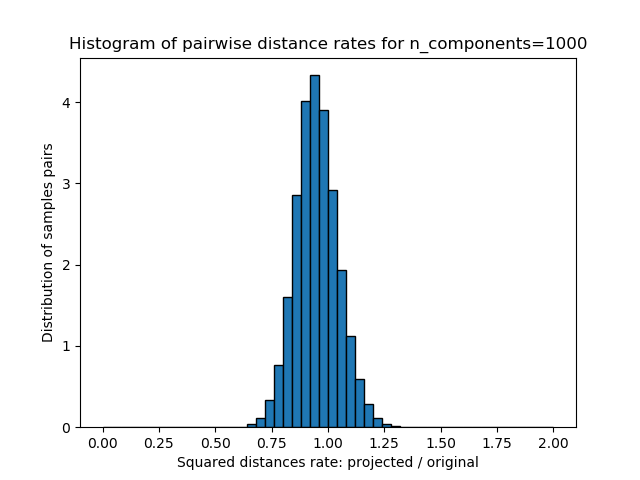 Histogram of pairwise distance rates for n_components=1000
Distribution of samples pairs
4
3
2
1
0
0.00 0.25 0.50 0.75 1.00 1.25 1.50 1.75 2.00
Squared distances rate: projected / original